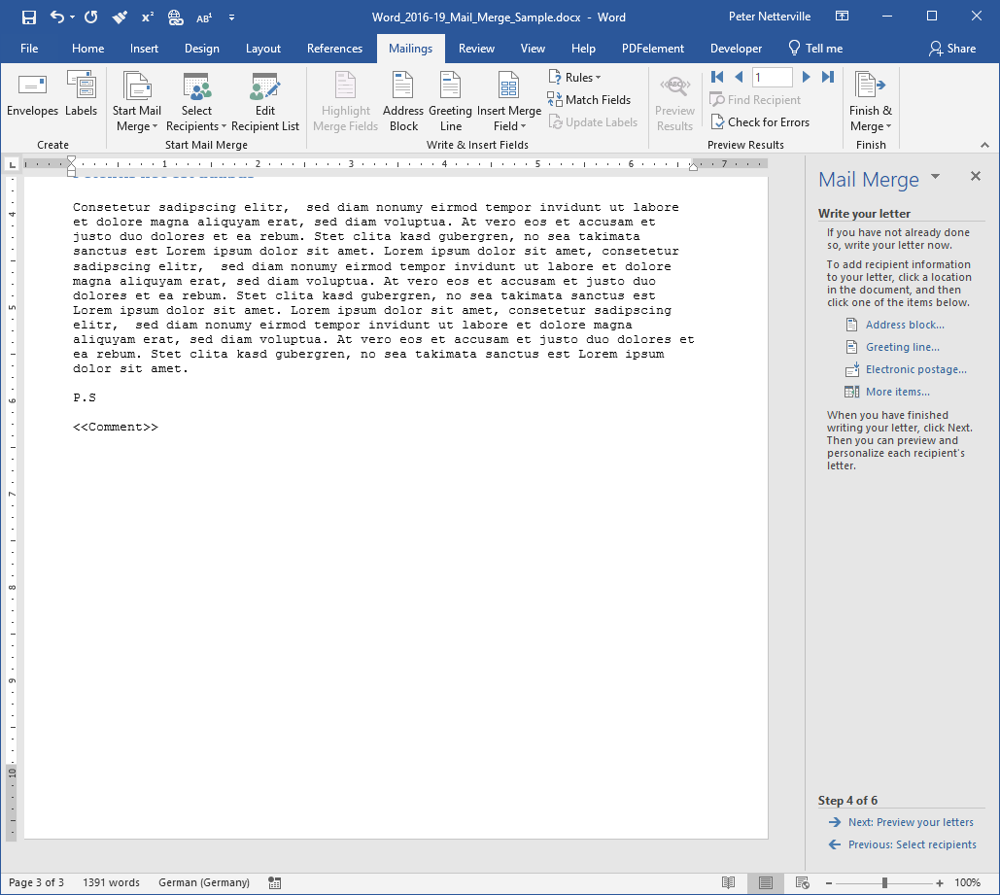 Word_2016-19_Mail_Merge_Sample.docx - Word
Peter Netterville
File Home Insert Design Layout References Mailings Review View Help PDFelement Developer Tell me Share
Envelopes
Labels
Create
Start Mail
Merge
Select
Recipients
Edit
Recipient List
Start Mail Merge
Highlight
Merge Fields
Address
Block
Greeting
Line
Insert Merge
Field
Rules
Match Fields
Update Labels
Write & Insert Fields
ABC
Preview
Results
1
Find Recipient
Check for Errors
Preview Results
Finish &
Merge
Finish
1 2 3 4 5 6 7
4
5
6
7
8
9
10
Consetetur sadipscing elitr,  sed diam nonumy eirmod tempor invidunt ut labore
et dolore magna aliquyam erat, sed diam voluptua. At vero eos et accusam et
justo duo dolores et ea rebum. Stet clita kasd gubergren, no sea takimata
sanctus est Lorem ipsum dolor sit amet. Lorem ipsum dolor sit amet, consetetur
sadipscing elitr,  sed diam nonumy eirmod tempor invidunt ut labore et dolore
magna aliquyam erat, sed diam voluptua. At vero eos et accusam et justo duo
dolores et ea rebum. Stet clita kasd gubergren, no sea takimata sanctus est
Lorem ipsum dolor sit amet. Lorem ipsum dolor sit amet, consetetur sadipscing
elitr,  sed diam nonumy eirmod tempor invidunt ut labore et dolore magna
aliquyam erat, sed diam voluptua. At vero eos et accusam et justo duo dolores et
ea rebum. Stet clita kasd gubergren, no sea takimata sanctus est Lorem ipsum
dolor sit amet.
P.S
<<Comment>>
Mail Merge
Write your letter
If you have not already done
so, write your letter now.
To add recipient information
to your letter, click a location
in the document, and then
click one of the items below.
Address block...
Greeting line...
Electronic postage...
More items...
When you have finished
writing your letter, click Next.
Then you can preview and
personalize each recipient's
letter.
Step 4 of 6
Next: Preview your letters
Previous: Select recipients
Page 3 of 3
1391 words
German (Germany)
100%